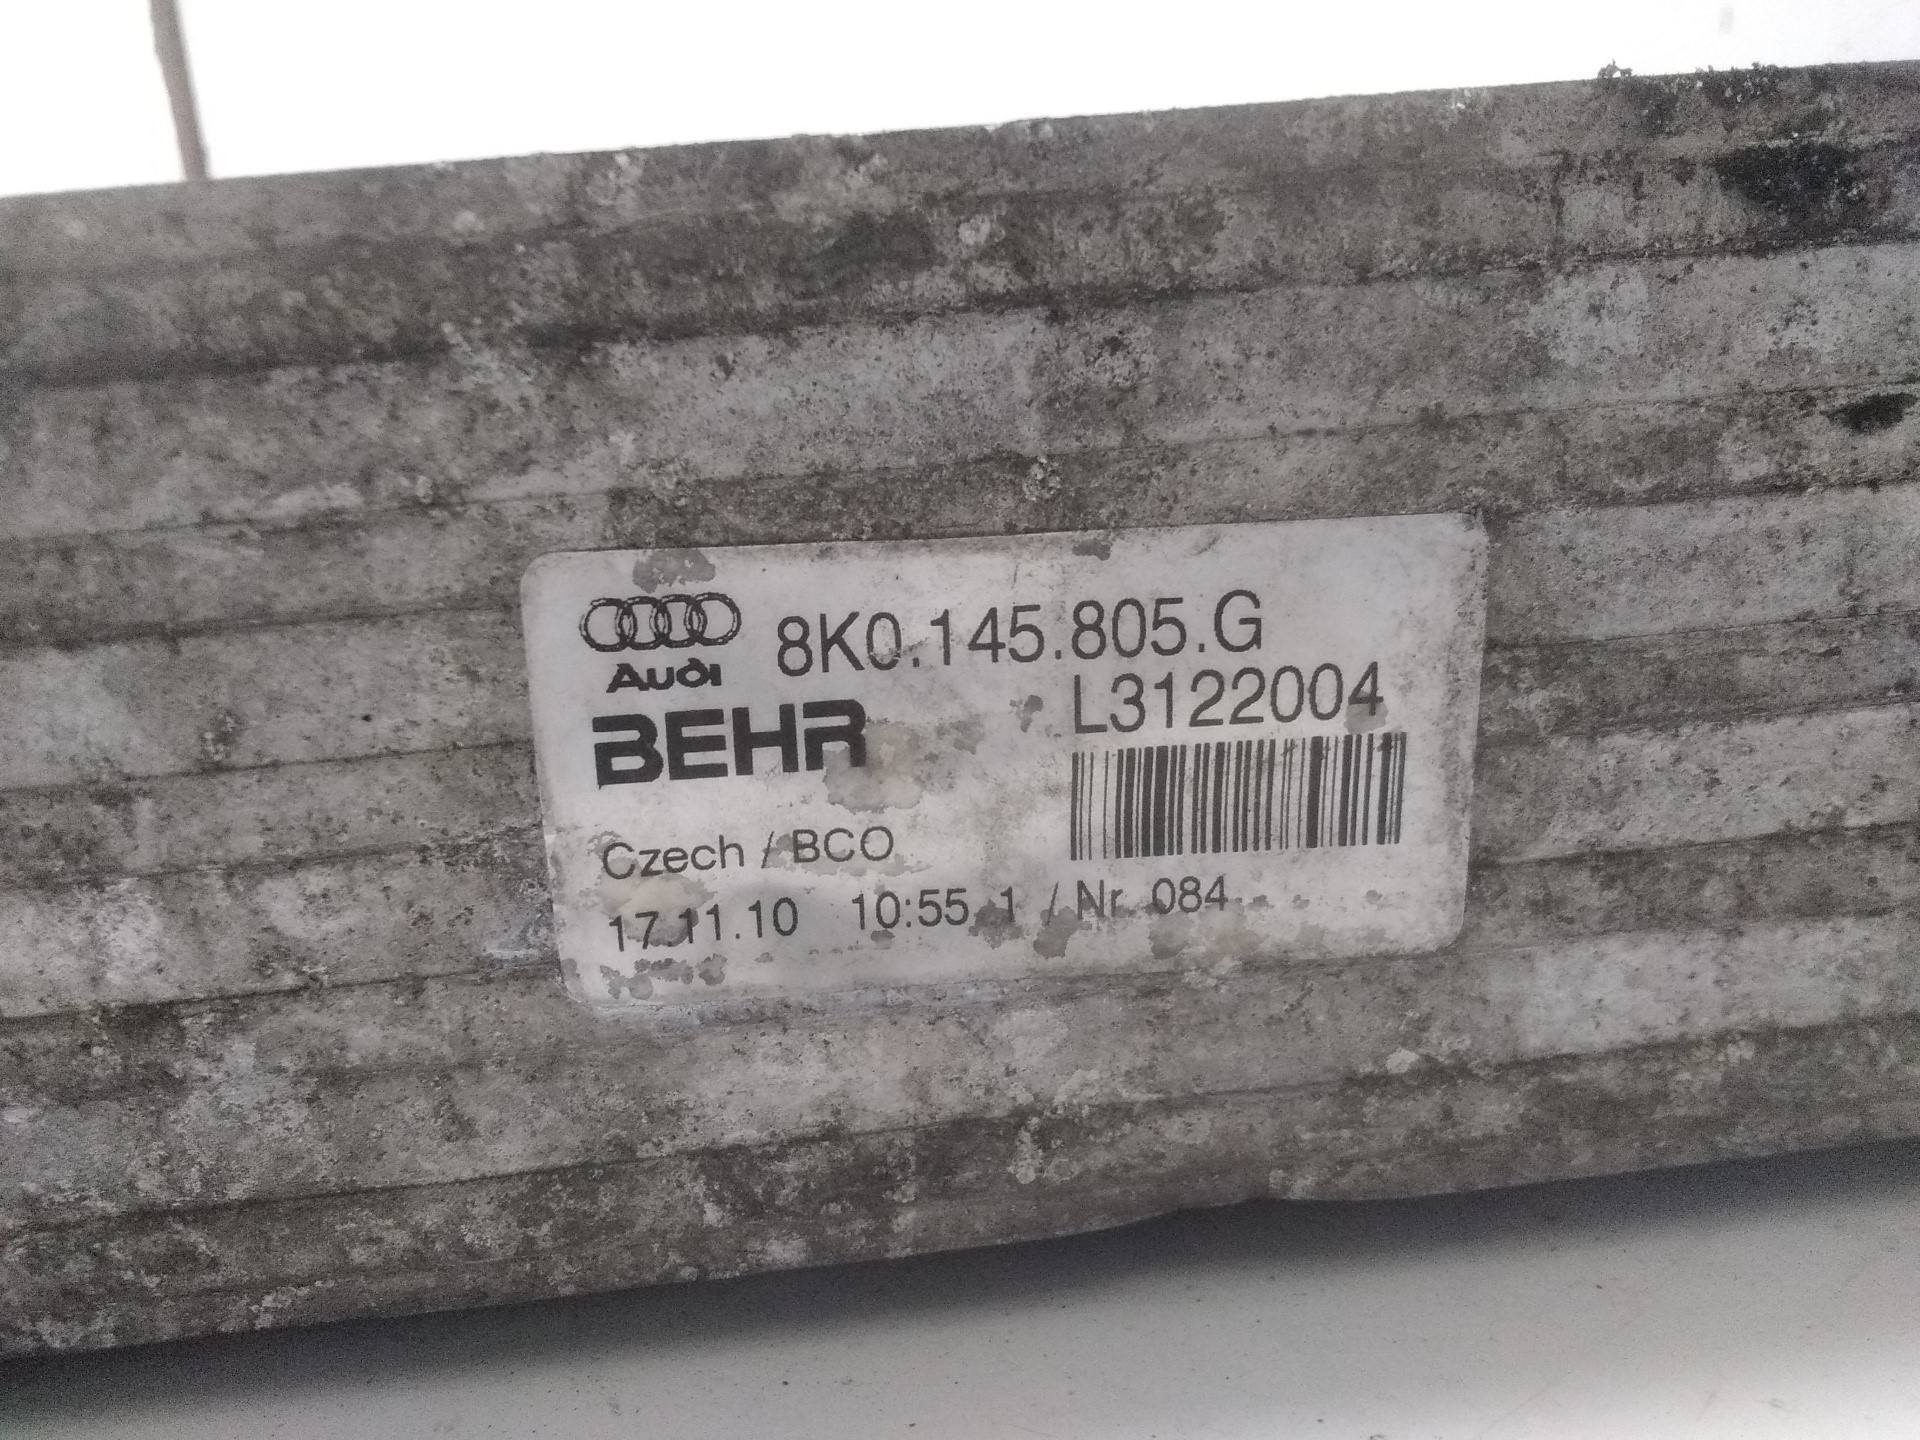 8K0.145.805.G
Audi
L3122004
BEHR
Czech / BCO
17.11.10 10:55 1 / Nr 084